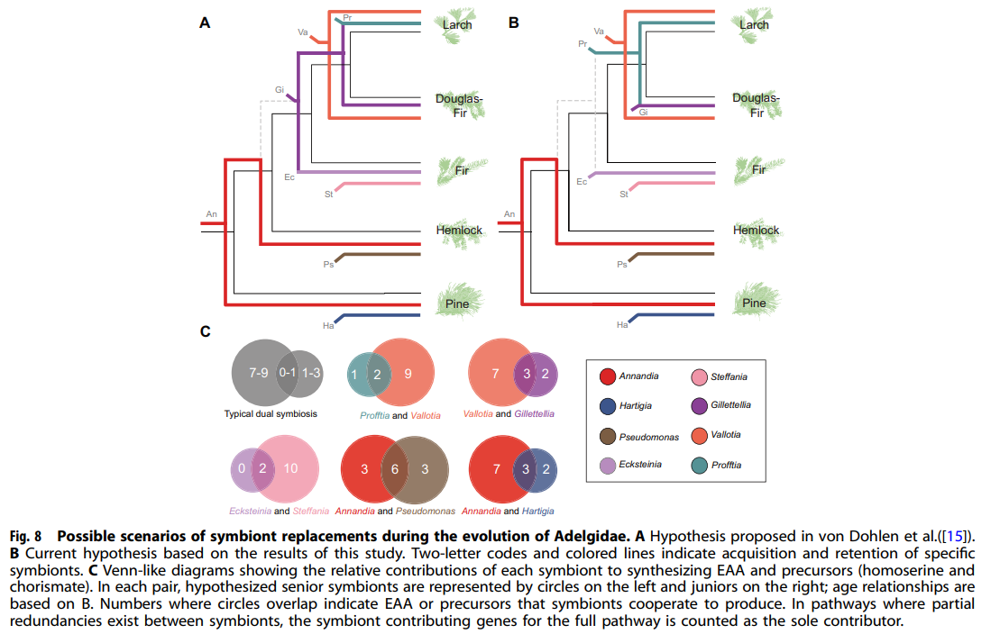 A
Va
Pr
Larch
Gi
Douglas-
Fir
Ec
St
Fir
An
Hemlock
Ps
Pine
Ha
B
Va
Pr
Larch
Gi
Douglas-
Fir
Ec
St
Fir
An
Hemlock
Ps
Pine
Ha
C
7-9 0-1 1-3
Typical dual symbiosis
1 2 9
Profftia and Vallotia
7 3 2
Vallotia and Gillettellia
0 2 10
Ecksteinia and Steffania
3 6 3
Annandia and Pseudomonas
7 3 2
Annandia and Hartigia
Annandia
Hartigia
Pseudomonas
Ecksteinia
Steffania
Gillettellia
Vallotia
Profftia
Fig. 8 Possible scenarios of symbiont replacements during the evolution of Adelgidae. A Hypothesis proposed in von Dohlen et al.([15]).
B Current hypothesis based on the results of this study. Two-letter codes and colored lines indicate acquisition and retention of specific
symbionts. C Venn-like diagrams showing the relative contributions of each symbiont to synthesizing EAA and precursors (homoserine and
chorismate). In each pair, hypothesized senior symbionts are represented by circles on the left and juniors on the right; age relationships are
based on B. Numbers where circles overlap indicate EAA or precursors that symbionts cooperate to produce. In pathways where partial
redundancies exist between symbionts, the symbiont contributing genes for the full pathway is counted as the sole contributor.